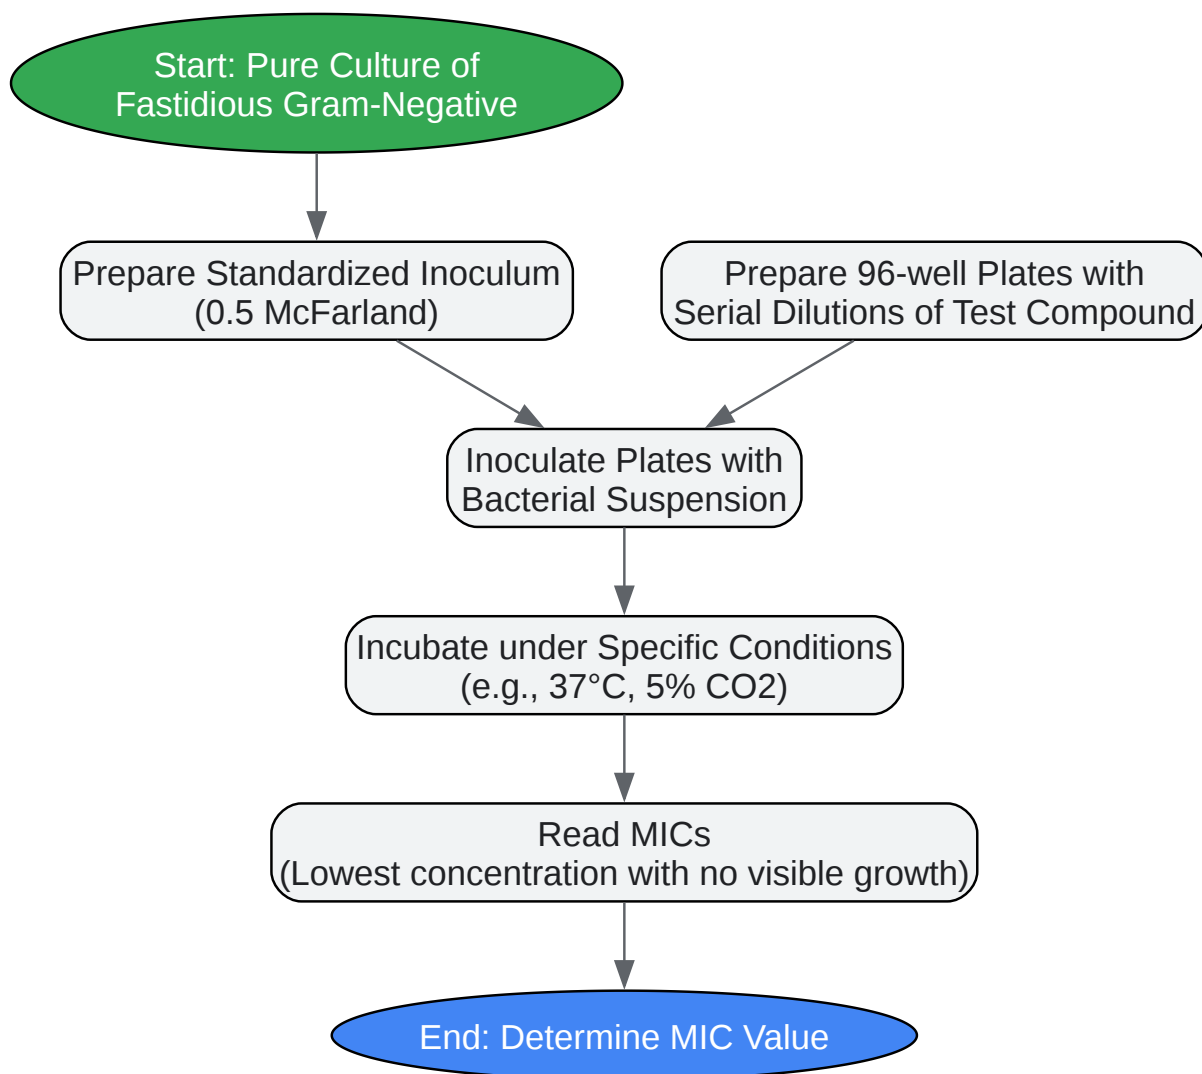 Start: Pure Culture of
Fastidious Gram-Negative
Prepare Standardized Inoculum
(0.5 McFarland)
Prepare 96-well Plates with
Serial Dilutions of Test Compound
Inoculate Plates with
Bacterial Suspension
Incubate under Specific Conditions
(e.g., 37°C, 5% CO2)
Read MICs
(Lowest concentration with no visible growth)
End: Determine MIC Value